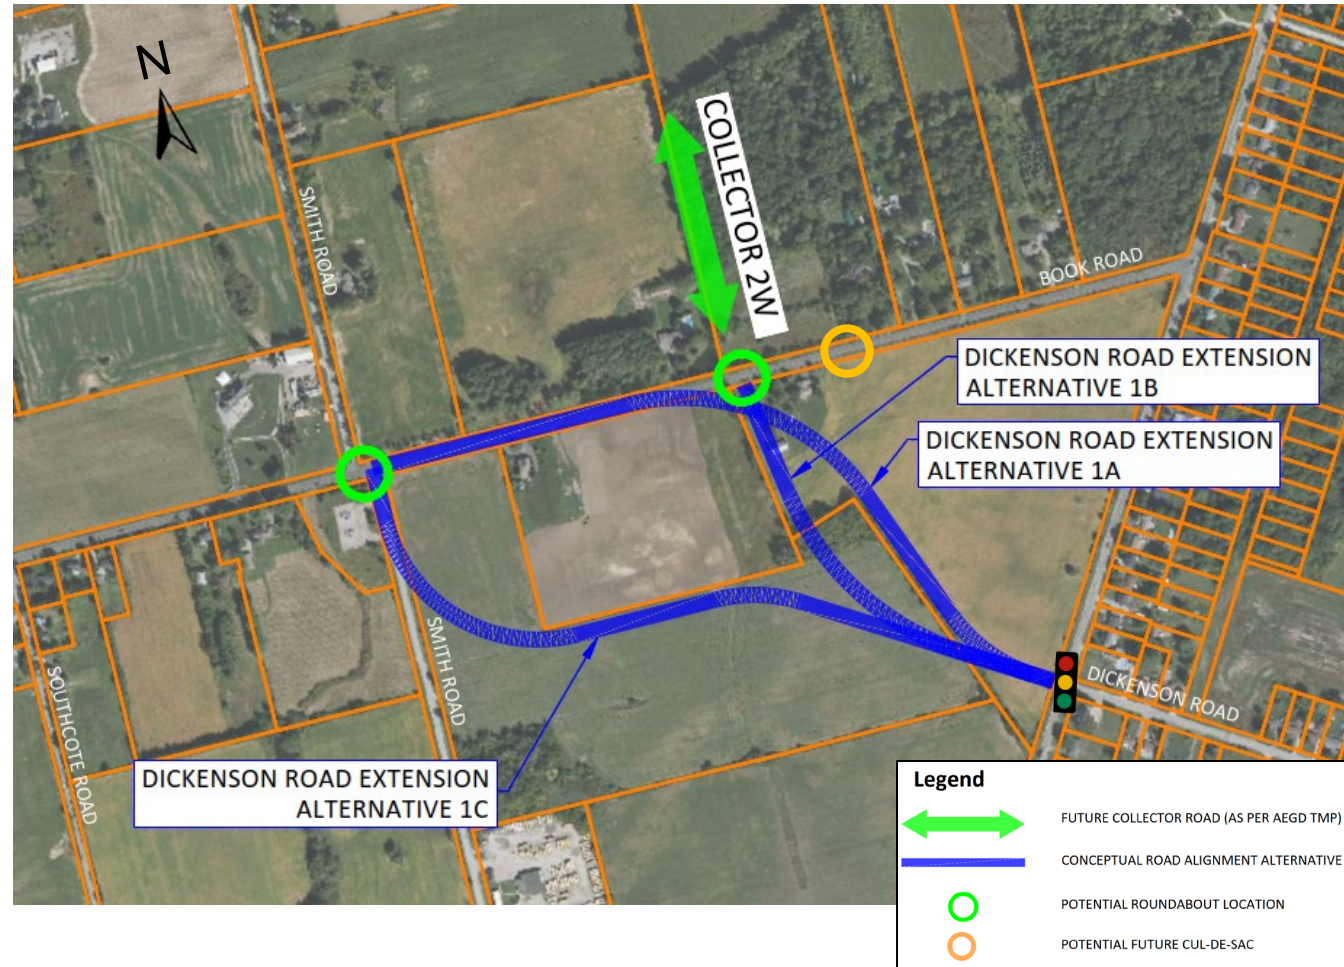 N
COLLECTOR 2W
SMITH ROAD
BOOK ROAD
DICKENSON ROAD EXTENSION
ALTERNATIVE 1B
DICKENSON ROAD EXTENSION
ALTERNATIVE 1A
SMITH ROAD
SOUTHCOTE ROAD
DICKENSON ROAD
DICKENSON ROAD EXTENSION
ALTERNATIVE 1C
Legend
FUTURE COLLECTOR ROAD (AS PER AEGD TMP)
CONCEPTUAL ROAD ALIGNMENT ALTERNATIVE
POTENTIAL ROUNDABOUT LOCATION
POTENTIAL FUTURE CUL-DE-SAC